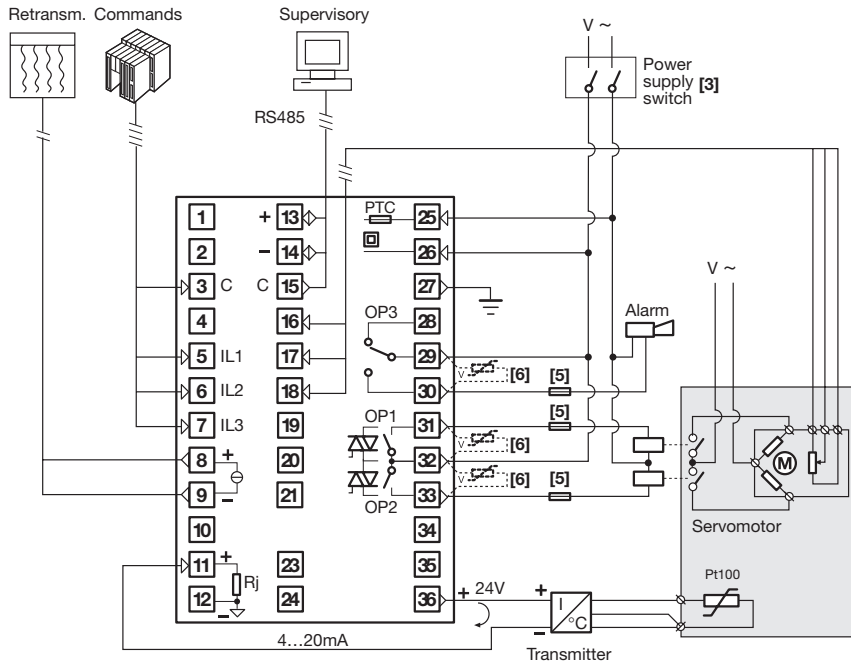 Retransm. Commands Supervisory
V ~
Power supply switch [3]
RS485
PTC
1 + 13 25
2 - 14 26
3 C C 15 27
V ~
4 16 OP3 28
Alarm
5 IL1 17 29
V [6]
6 IL2 18 30 [5]
[5]
7 IL3 19 OP1 31
V [6]
8 + 20 32
V [6]
9 - 21 OP2 33 [5]
M
Servomotor
10 34
11 + 23 35
Rj
Pt100
12 - 24 36 + 24V + I
°C
-
4...20mA
Transmitter